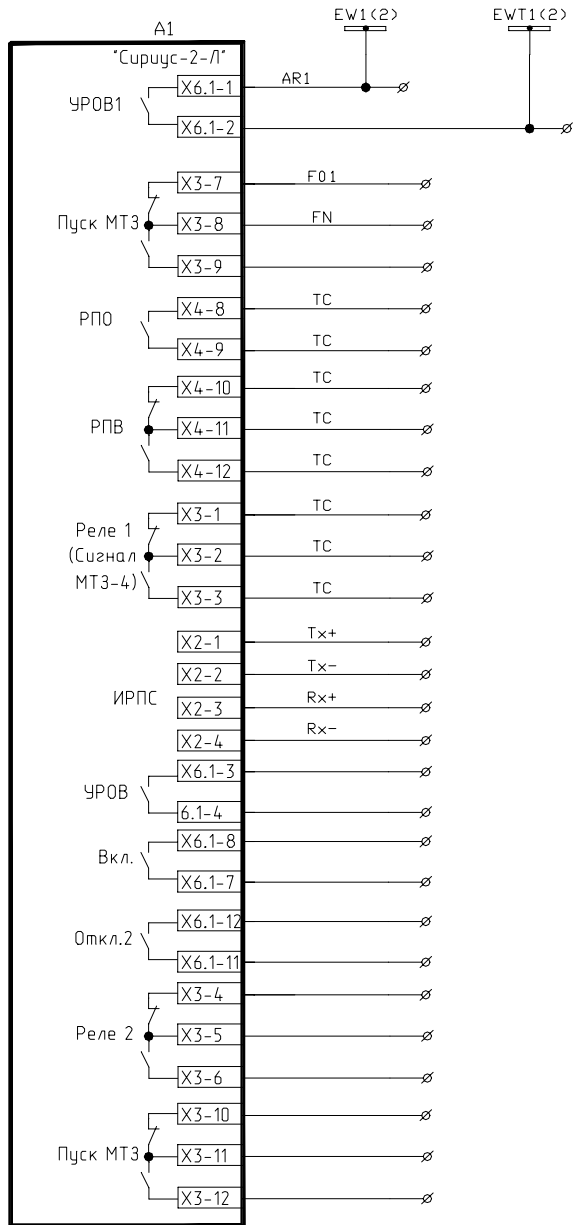 EW1(2) EWT1(2)
A1
"Сириус-2-Л"
X6.1-1 AR1
УРОВ1
X6.1-2
X3-7 F01
Пуск МТЗ X3-8 FN
X3-9
X4-8 TC
РПО
X4-9 TC
X4-10 TC
РПВ X4-11 TC
X4-12 TC
X3-1 TC
Реле 1
(Сигнал X3-2 TC
МТЗ-4)
X3-3 TC
X2-1 Tx+
X2-2 Tx-
ИРПС
X2-3 Rx+
X2-4 Rx-
X6.1-3
УРОВ
6.1-4
X6.1-8
Вкл.
X6.1-7
X6.1-12
Откл.2
X6.1-11
X3-4
Реле 2 X3-5
X3-6
X3-10
Пуск МТЗ X3-11
X3-12